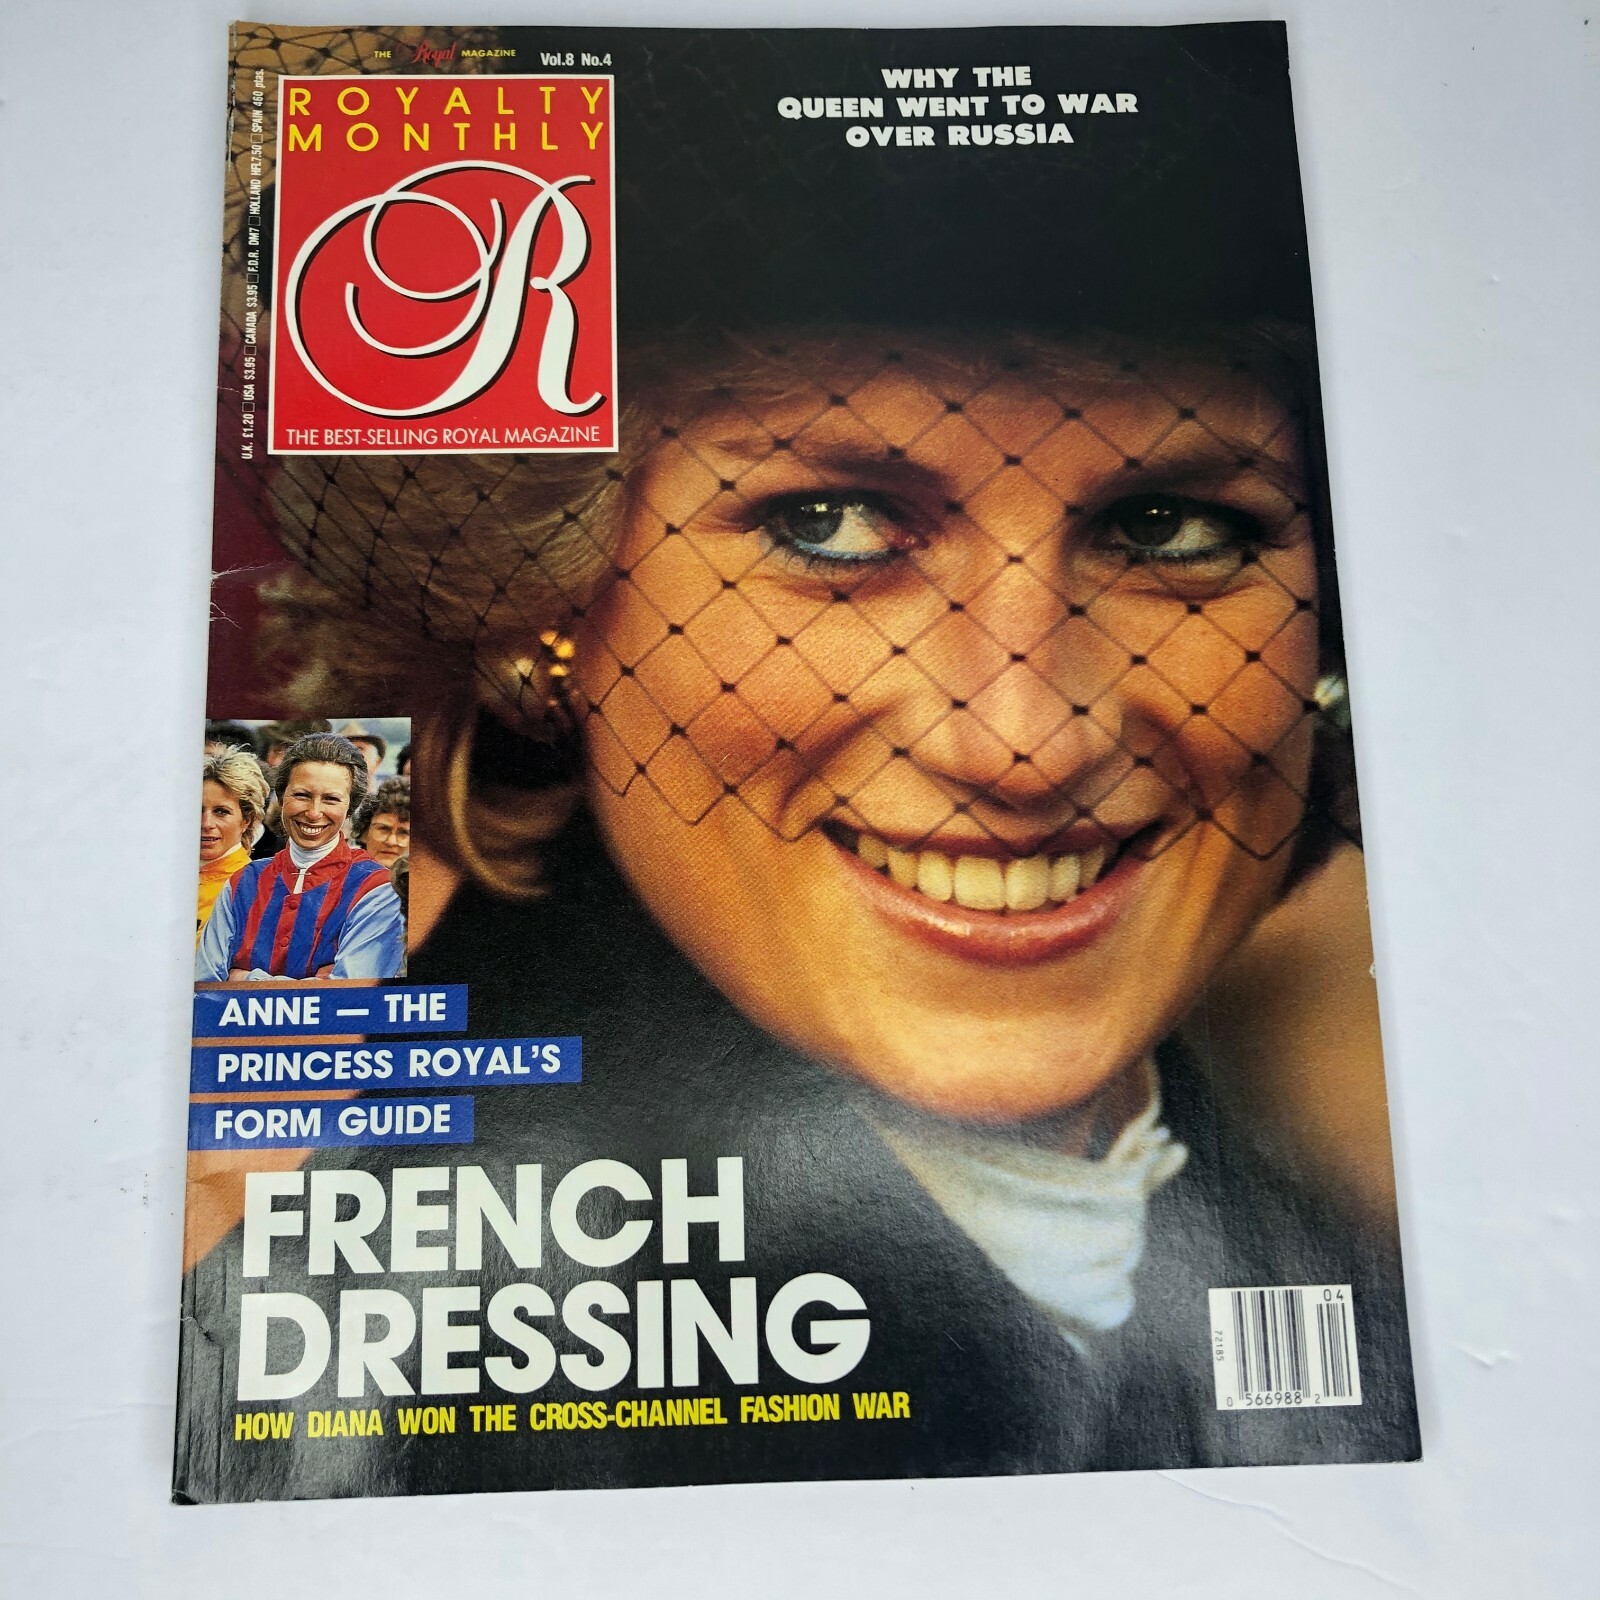 THE Royal MAGAZINE
Vol.8 No.4
ROYALTY
MONTHLY
R
THE BEST-SELLING ROYAL MAGAZINE
U.K. £1.20 □ USA $3.95 □ CANADA $3.95 □ F.D.R. DM7 □ HOLLAND HFL7.50 □ SPAIN 460 ptas.
WHY THE
QUEEN WENT TO WAR
OVER RUSSIA
ANNE — THE
PRINCESS ROYAL'S
FORM GUIDE
FRENCH
DRESSING
HOW DIANA WON THE CROSS-CHANNEL FASHION WAR
04
72185
0 566988 2